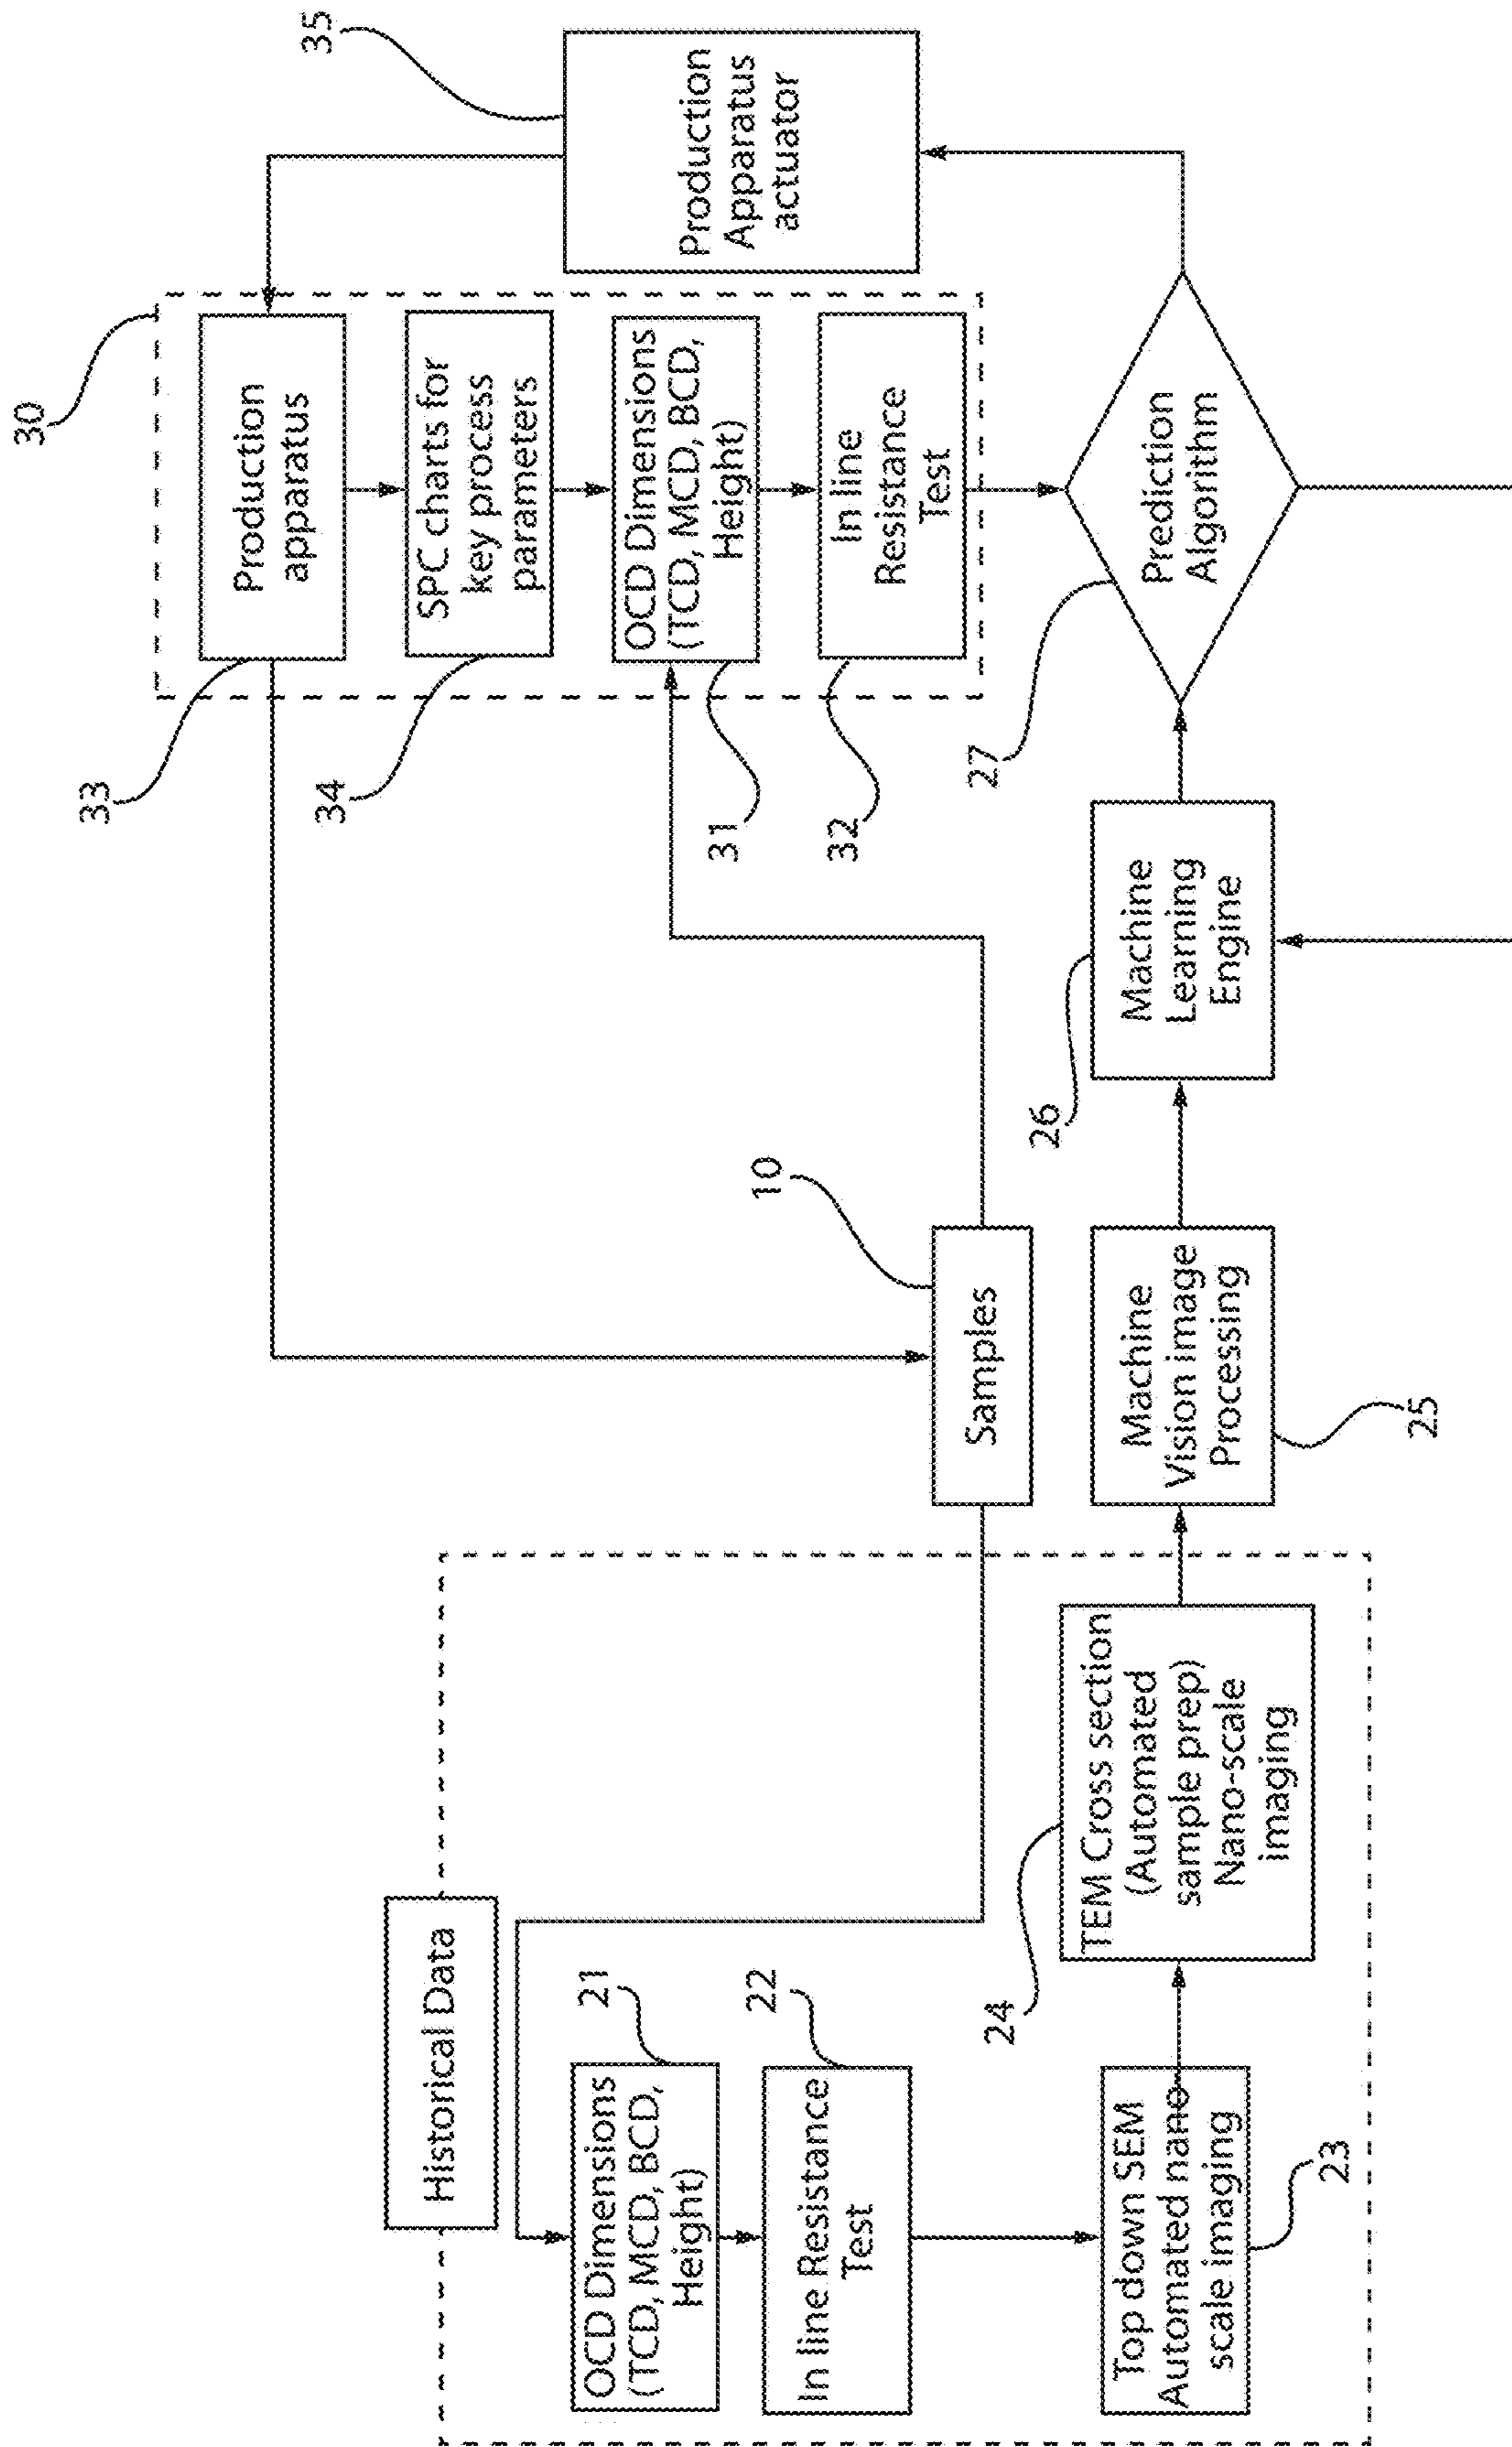 Historical Data
OCD Dimensions
(TCD, MCD, BCD,
Height)
21
In line Resistance
Test
22
Top down SEM
Automated nano
scale imaging
23
TEM Cross section
(Automated
sample prep)
Nano-scale
imaging
24
Samples
10
Machine
Vision image
Processing
25
Machine
Learning
Engine
26
30
Production
apparatus
33
SPC charts for
key process
parameters
34
OCD Dimensions
(TCD, MCD, BCD,
Height)
31
In line
Resistance
Test
32
Prediction
Algorithm
27
Production
Apparatus
actuator
35